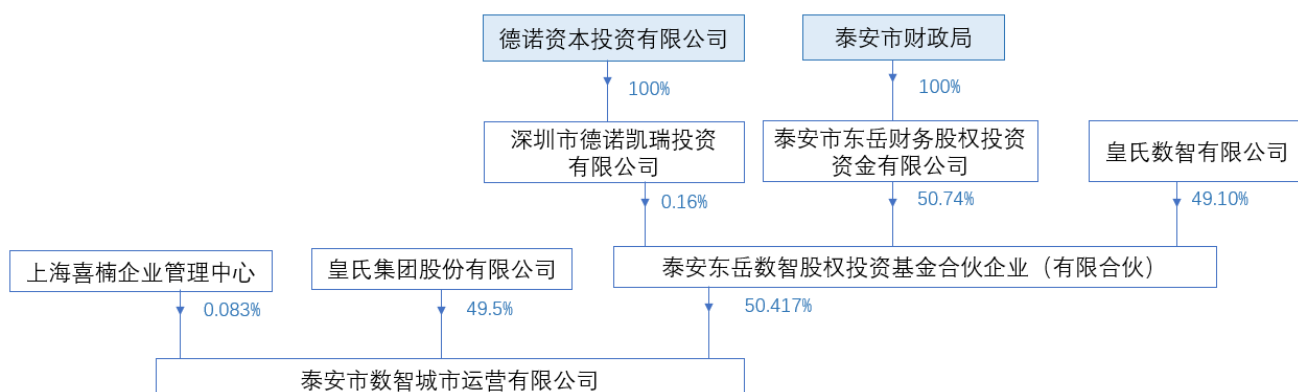 德诺资本投资有限公司
泰安市财政局
100%
100%
深圳市德诺凯瑞投资
有限公司
泰安市东岳财务股权投资
资金有限公司
皇氏数智有限公司
0.16%
50.74%
49.10%
上海喜楠企业管理中心
皇氏集团股份有限公司
泰安东岳数智股权投资基金合伙企业（有限合伙）
0.083%
49.5%
50.417%
泰安市数智城市运营有限公司